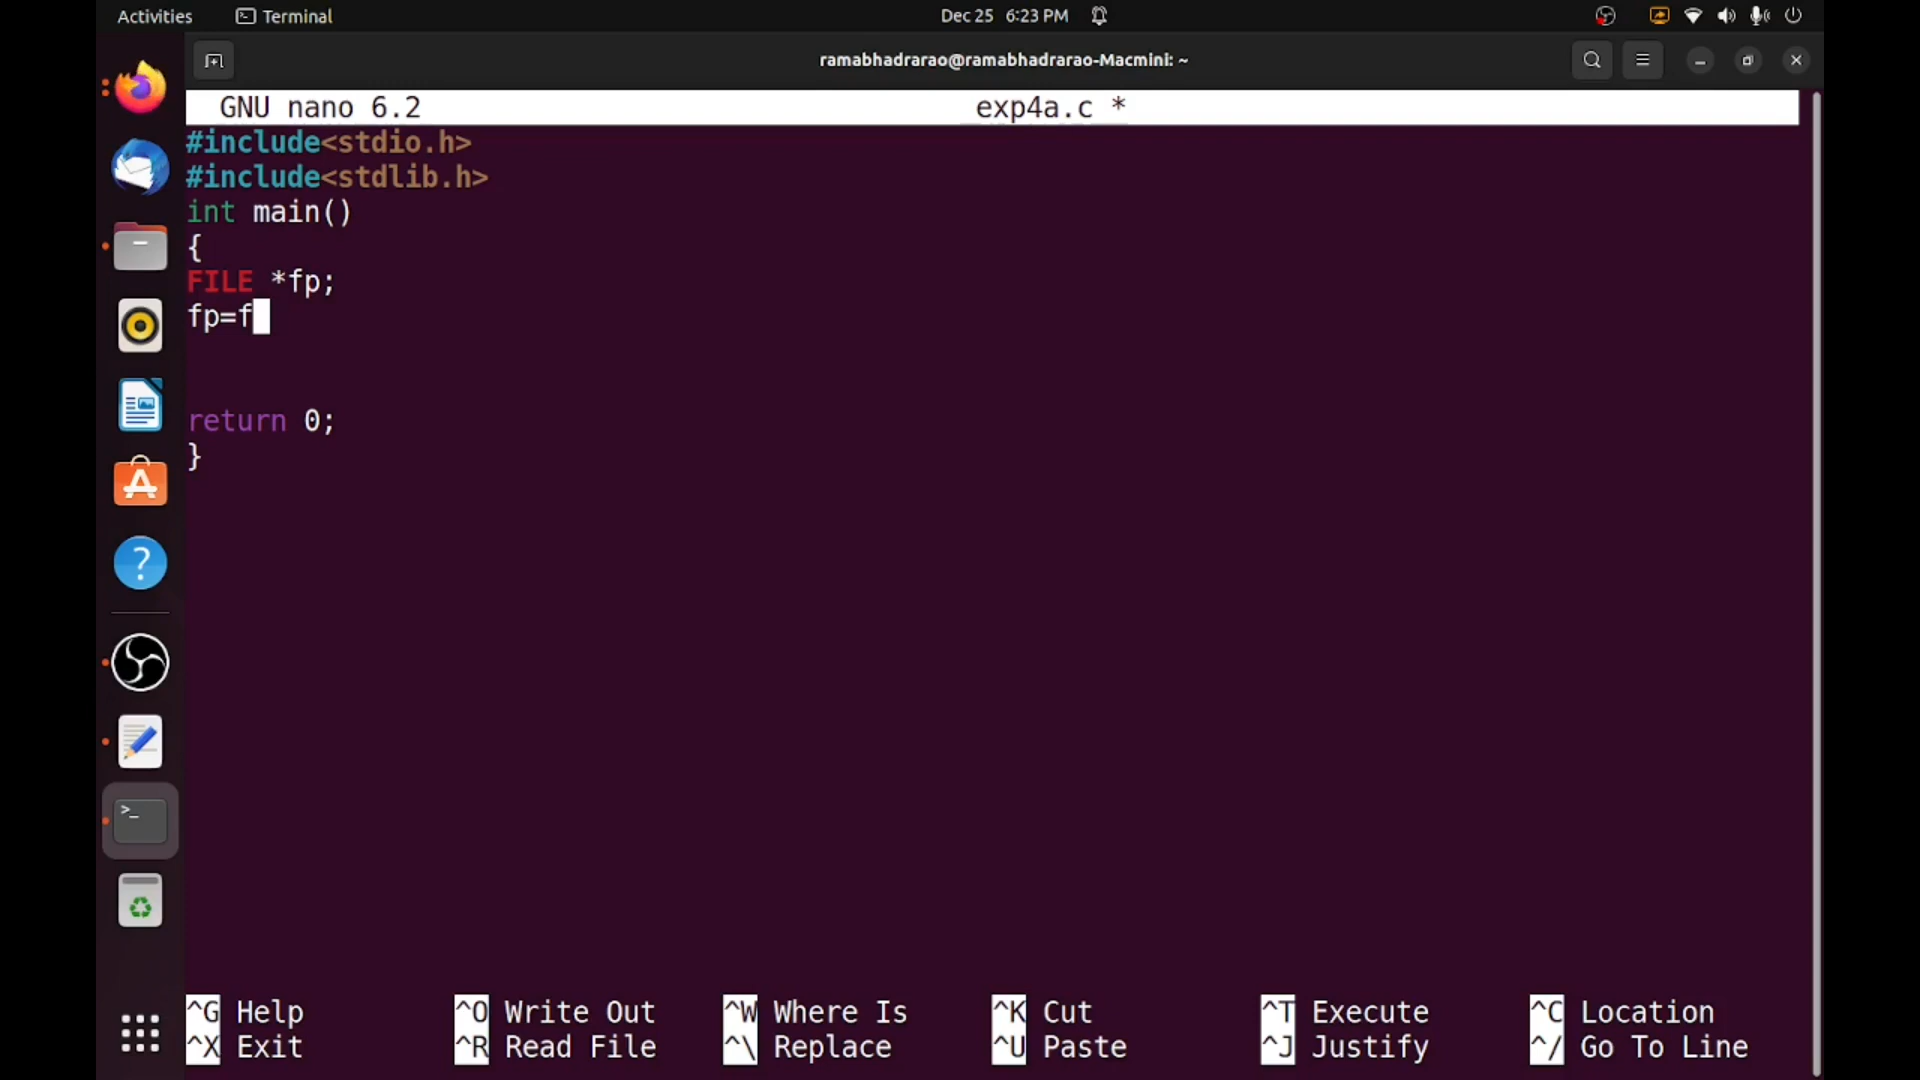 Activities Terminal Dec 25 6:23 PM
ramabhadrarao@ramabhadrarao-Macmini: ~
GNU nano 6.2 exp4a.c *
#include<stdio.h>
#include<stdlib.h>
int main()
{
FILE *fp;
fp=f
return 0;
}
^G Help ^O Write Out ^W Where Is ^K Cut ^T Execute ^C Location
^X Exit ^R Read File ^\ Replace ^U Paste ^J Justify ^/ Go To Line